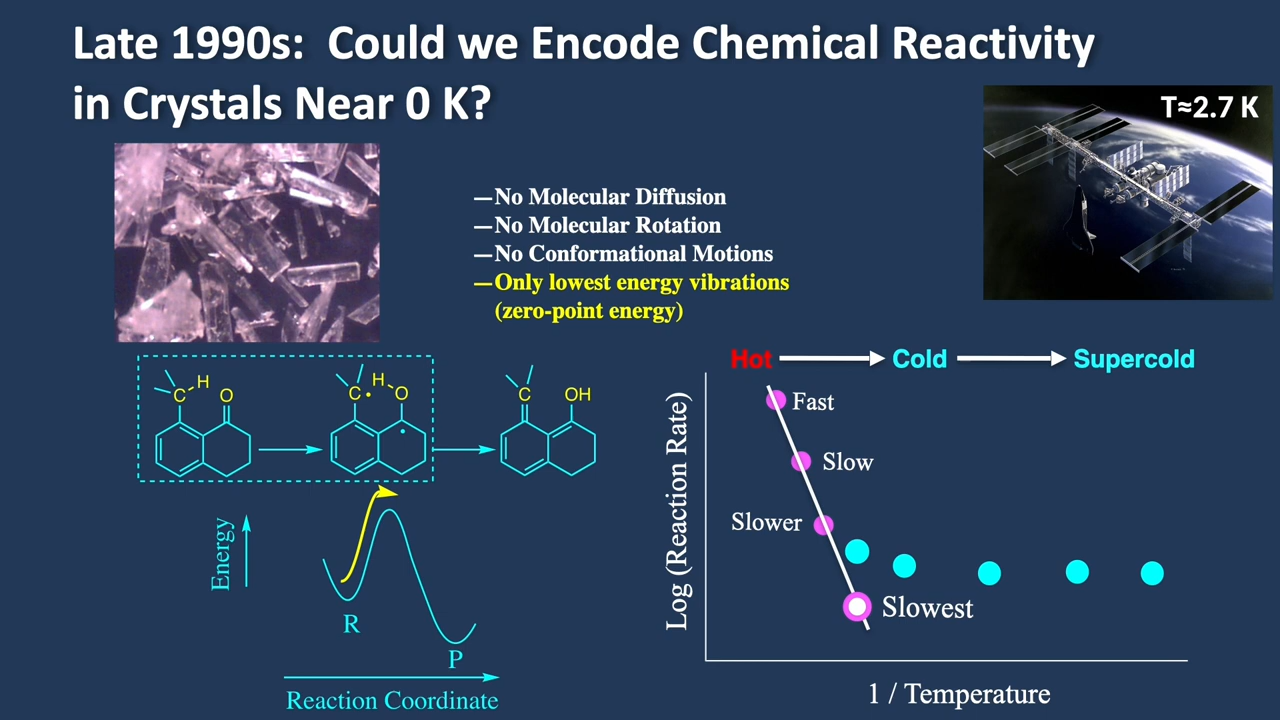 Late 1990s: Could we Encode Chemical Reactivity
in Crystals Near 0 K?
T≈2.7 K
—No Molecular Diffusion
—No Molecular Rotation
—No Conformational Motions
—Only lowest energy vibrations
(zero-point energy)
Hot Cold Supercold
C H O
C• H O •
C OH
Fast
Slow
Slower
Slowest
Log (Reaction Rate)
1 / Temperature
Energy
R
P
Reaction Coordinate